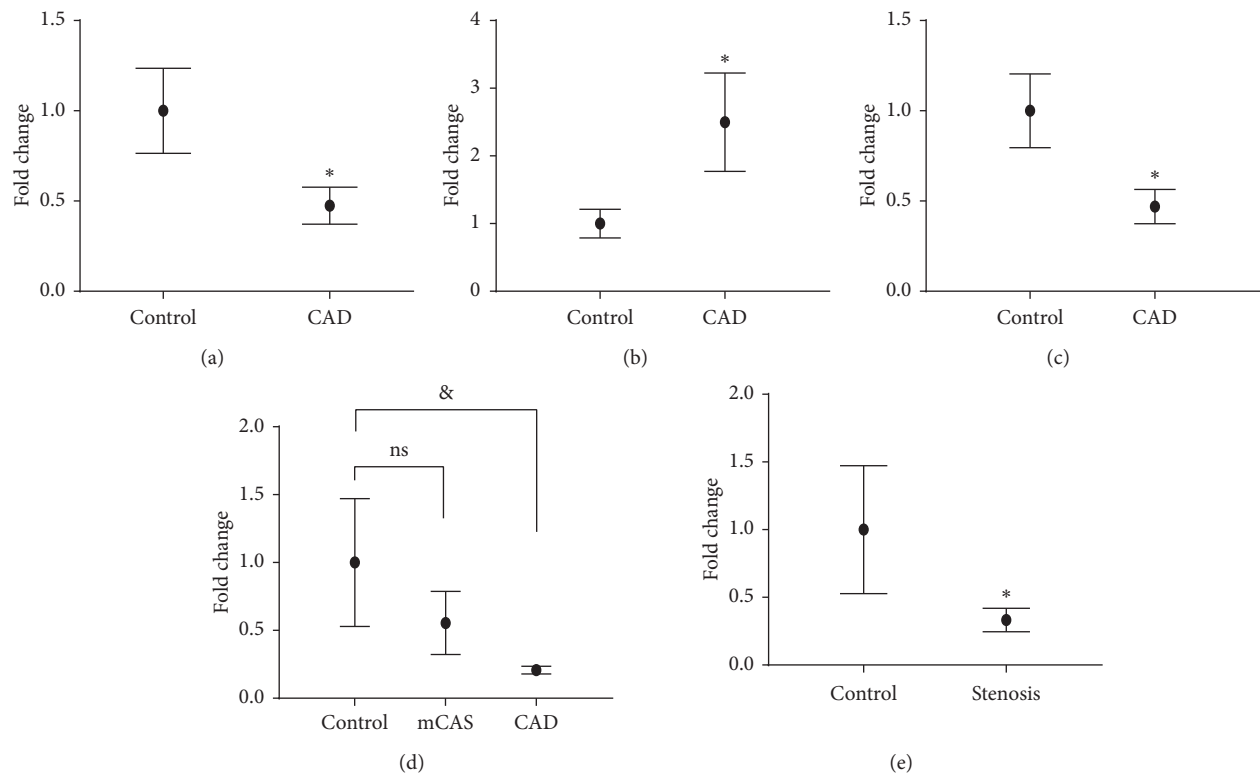 Fold change
1.5
1.0
0.5
0.0
*
Control
CAD
(a)
Fold change
4
3
2
1
0
*
Control
CAD
(b)
Fold change
1.5
1.0
0.5
0.0
*
Control
CAD
(c)
Fold change
2.0
1.5
1.0
0.5
0.0
&
ns
Control
mCAS
CAD
(d)
Fold change
2.0
1.5
1.0
0.5
0.0
*
Control
Stenosis
(e)